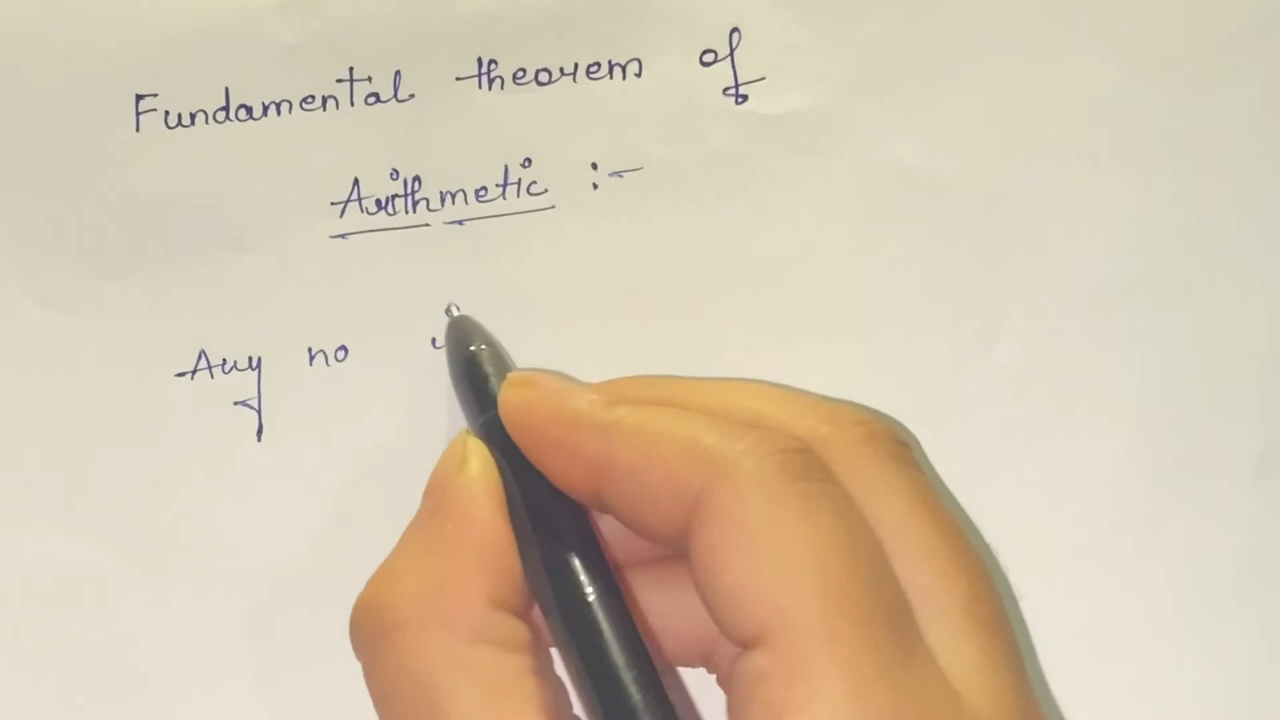 Fundamental theorem of
Arithmetic :-
Any no